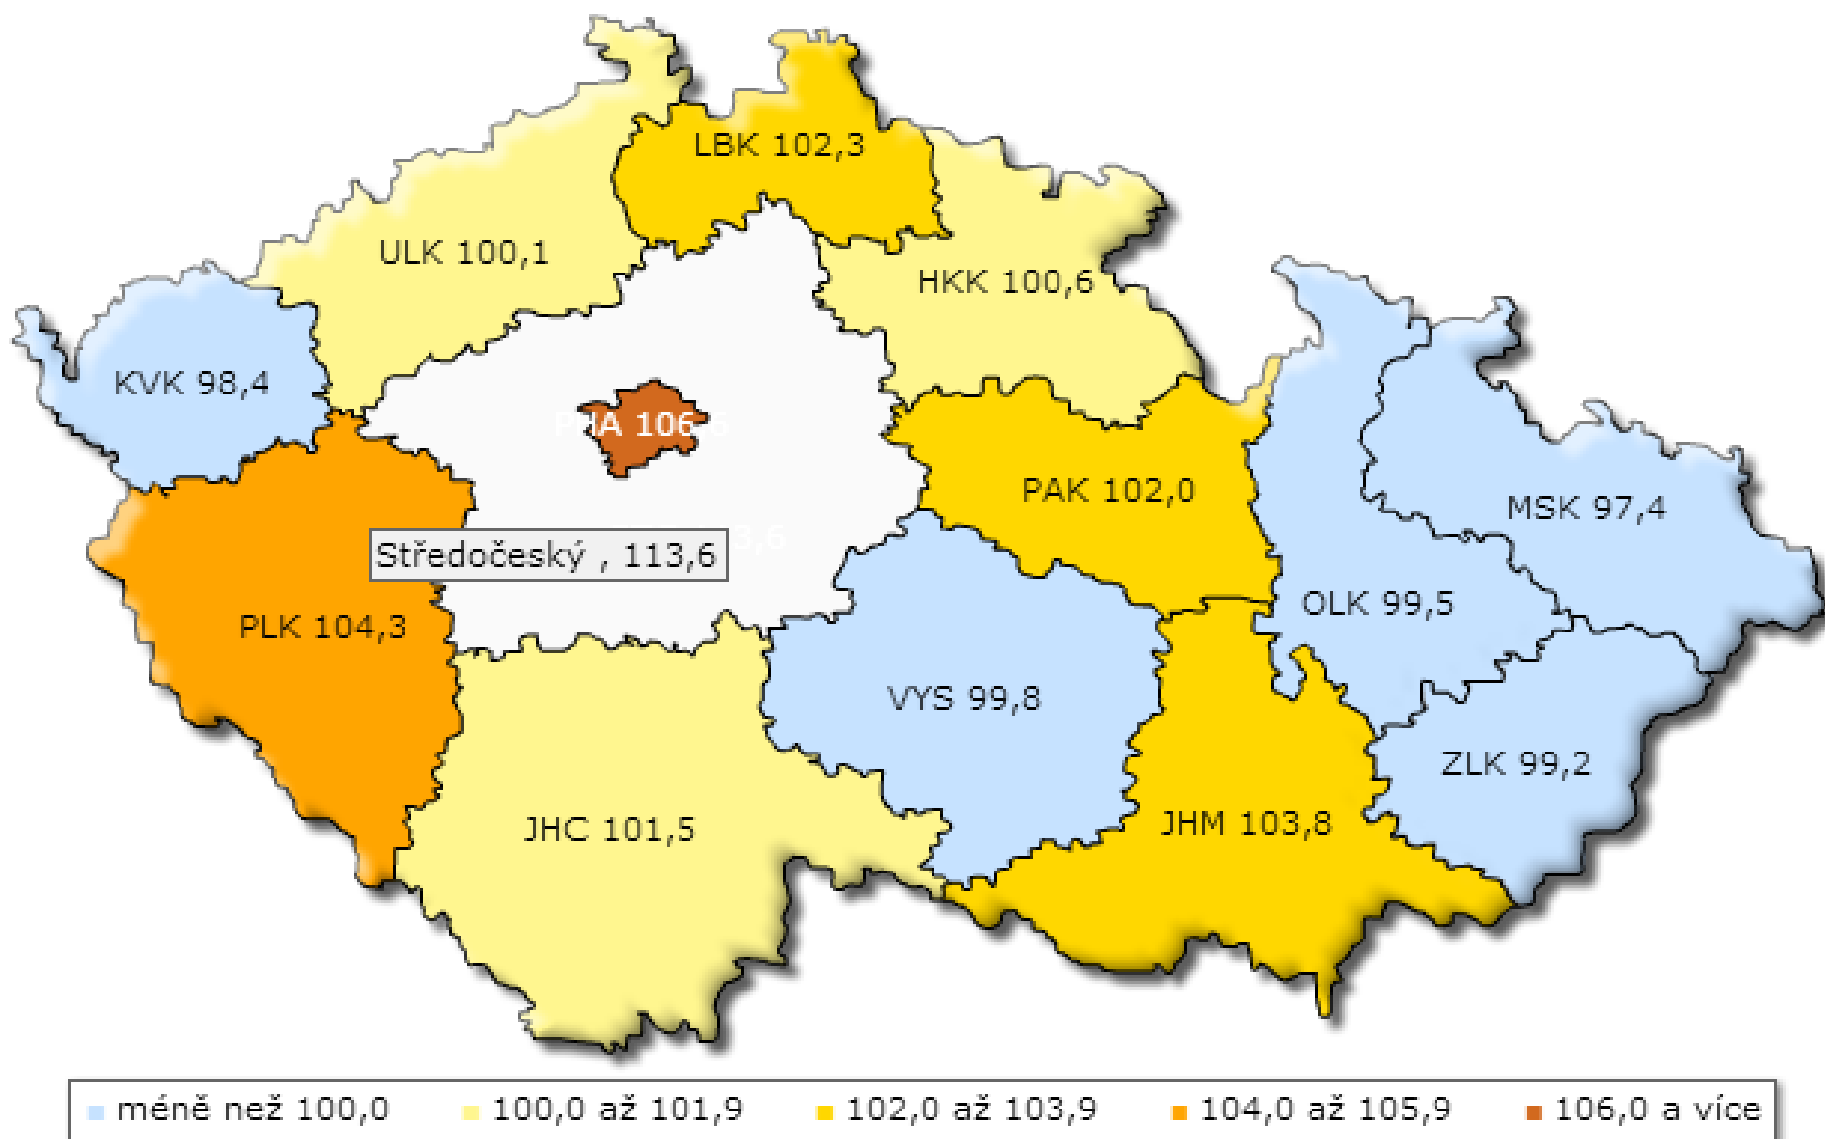 LBK 102,3
ULK 100,1
HKK 100,6
KVK 98,4
PHA 106,6
PAK 102,0
MSK 97,4
Středočeský , 113,6
OLK 99,5
PLK 104,3
VYS 99,8
ZLK 99,2
JHC 101,5
JHM 103,8
méně než 100,0 100,0 až 101,9 102,0 až 103,9 104,0 až 105,9 106,0 a více